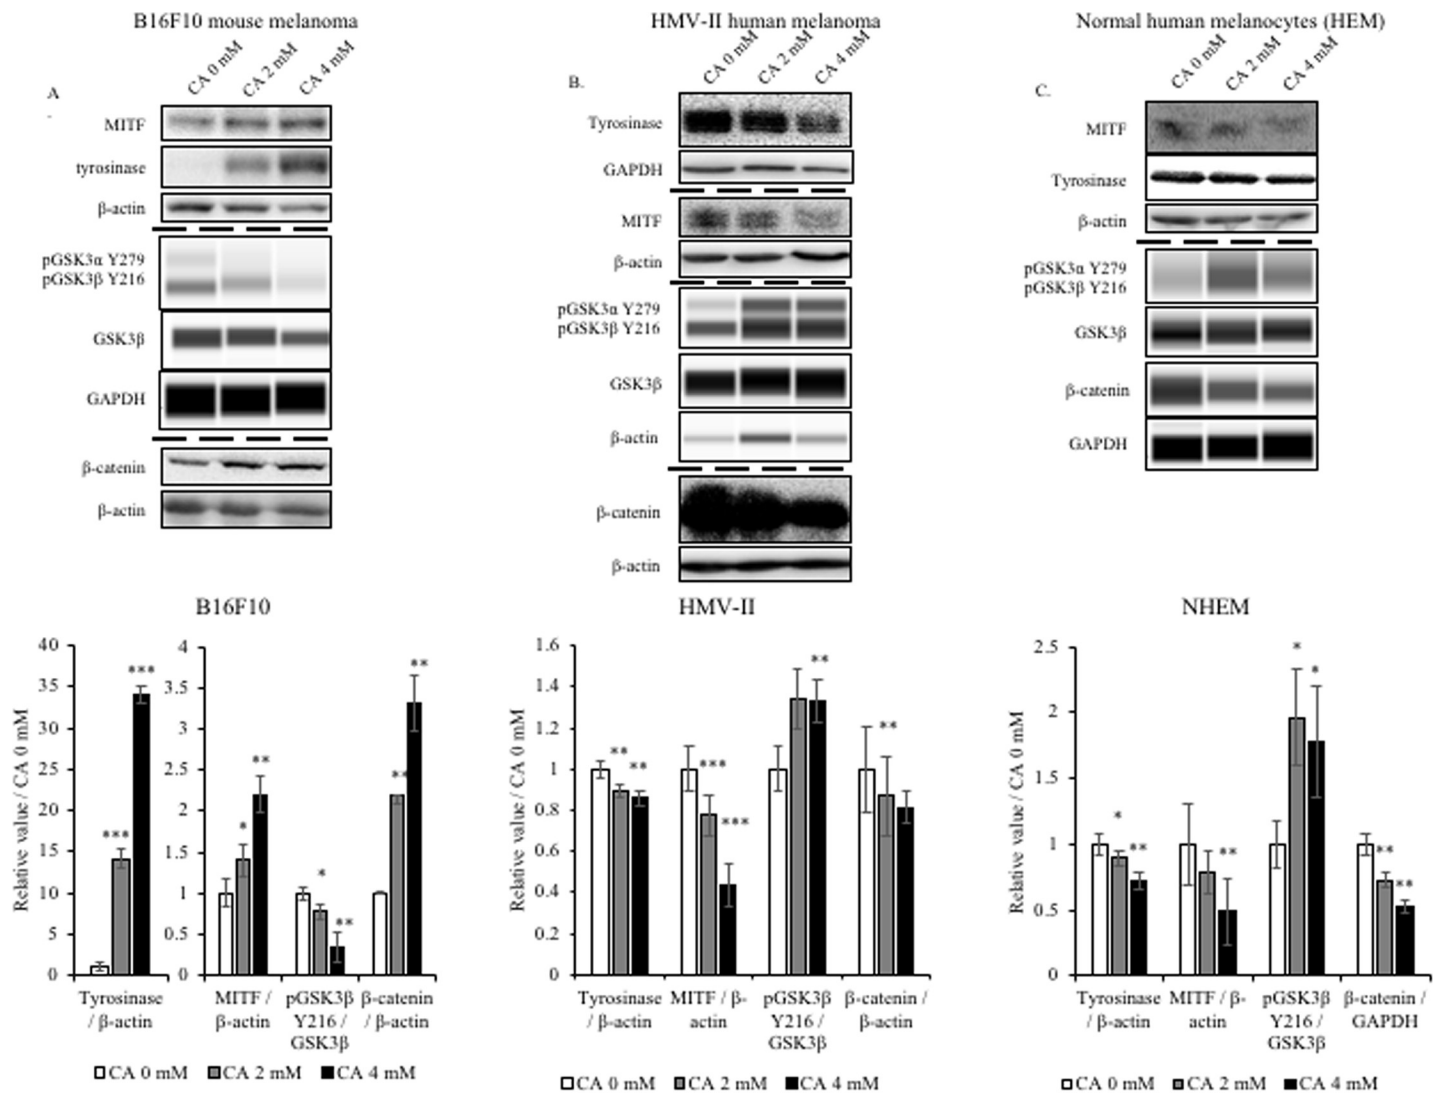 B16F10 mouse melanoma
CA 0 mM
CA 2 mM
CA 4 mM
A
.
MITF
tyrosinase
β-actin
pGSK3α Y279
pGSK3β Y216
GSK3β
GAPDH
β-catenin
β-actin
HMV-II human melanoma
CA 0 mM
CA 2 mM
CA 4 mM
B.
Tyrosinase
GAPDH
MITF
β-actin
pGSK3α Y279
pGSK3β Y216
GSK3β
β-actin
β-catenin
β-actin
Normal human melanocytes (HEM)
CA 0 mM
CA 2 mM
CA 4 mM
C.
MITF
Tyrosinase
β-actin
pGSK3α Y279
pGSK3β Y216
GSK3β
β-catenin
GAPDH
B16F10
Relative value / CA 0 mM
40
35
30
25
20
15
10
5
0
***
***
4
3.5
3
2.5
2
1.5
1
0.5
0
*
**
*
**
**
**
Tyrosinase
/ β-actin
MITF /
β-actin
pGSK3β
Y216 /
GSK3β
β-catenin
/ β-actin
CA 0 mM CA 2 mM CA 4 mM
HMV-II
Relative value / CA 0 mM
1.6
1.4
1.2
1
0.8
0.6
0.4
0.2
0
**
**
***
***
**
**
Tyrosinase
/ β-actin
MITF / β-
actin
pGSK3β
Y216 /
GSK3β
β-catenin /
β-actin
CA 0 mM CA 2 mM CA 4 mM
NHEM
Relative value / CA 0 mM
2.5
2
1.5
1
0.5
0
*
**
**
*
*
**
**
Tyrosinase
/ β-actin
MITF / β-
actin
pGSK3β
Y216 /
GSK3β
β-catenin /
GAPDH
CA 0 mM CA 2 mM CA 4 mM